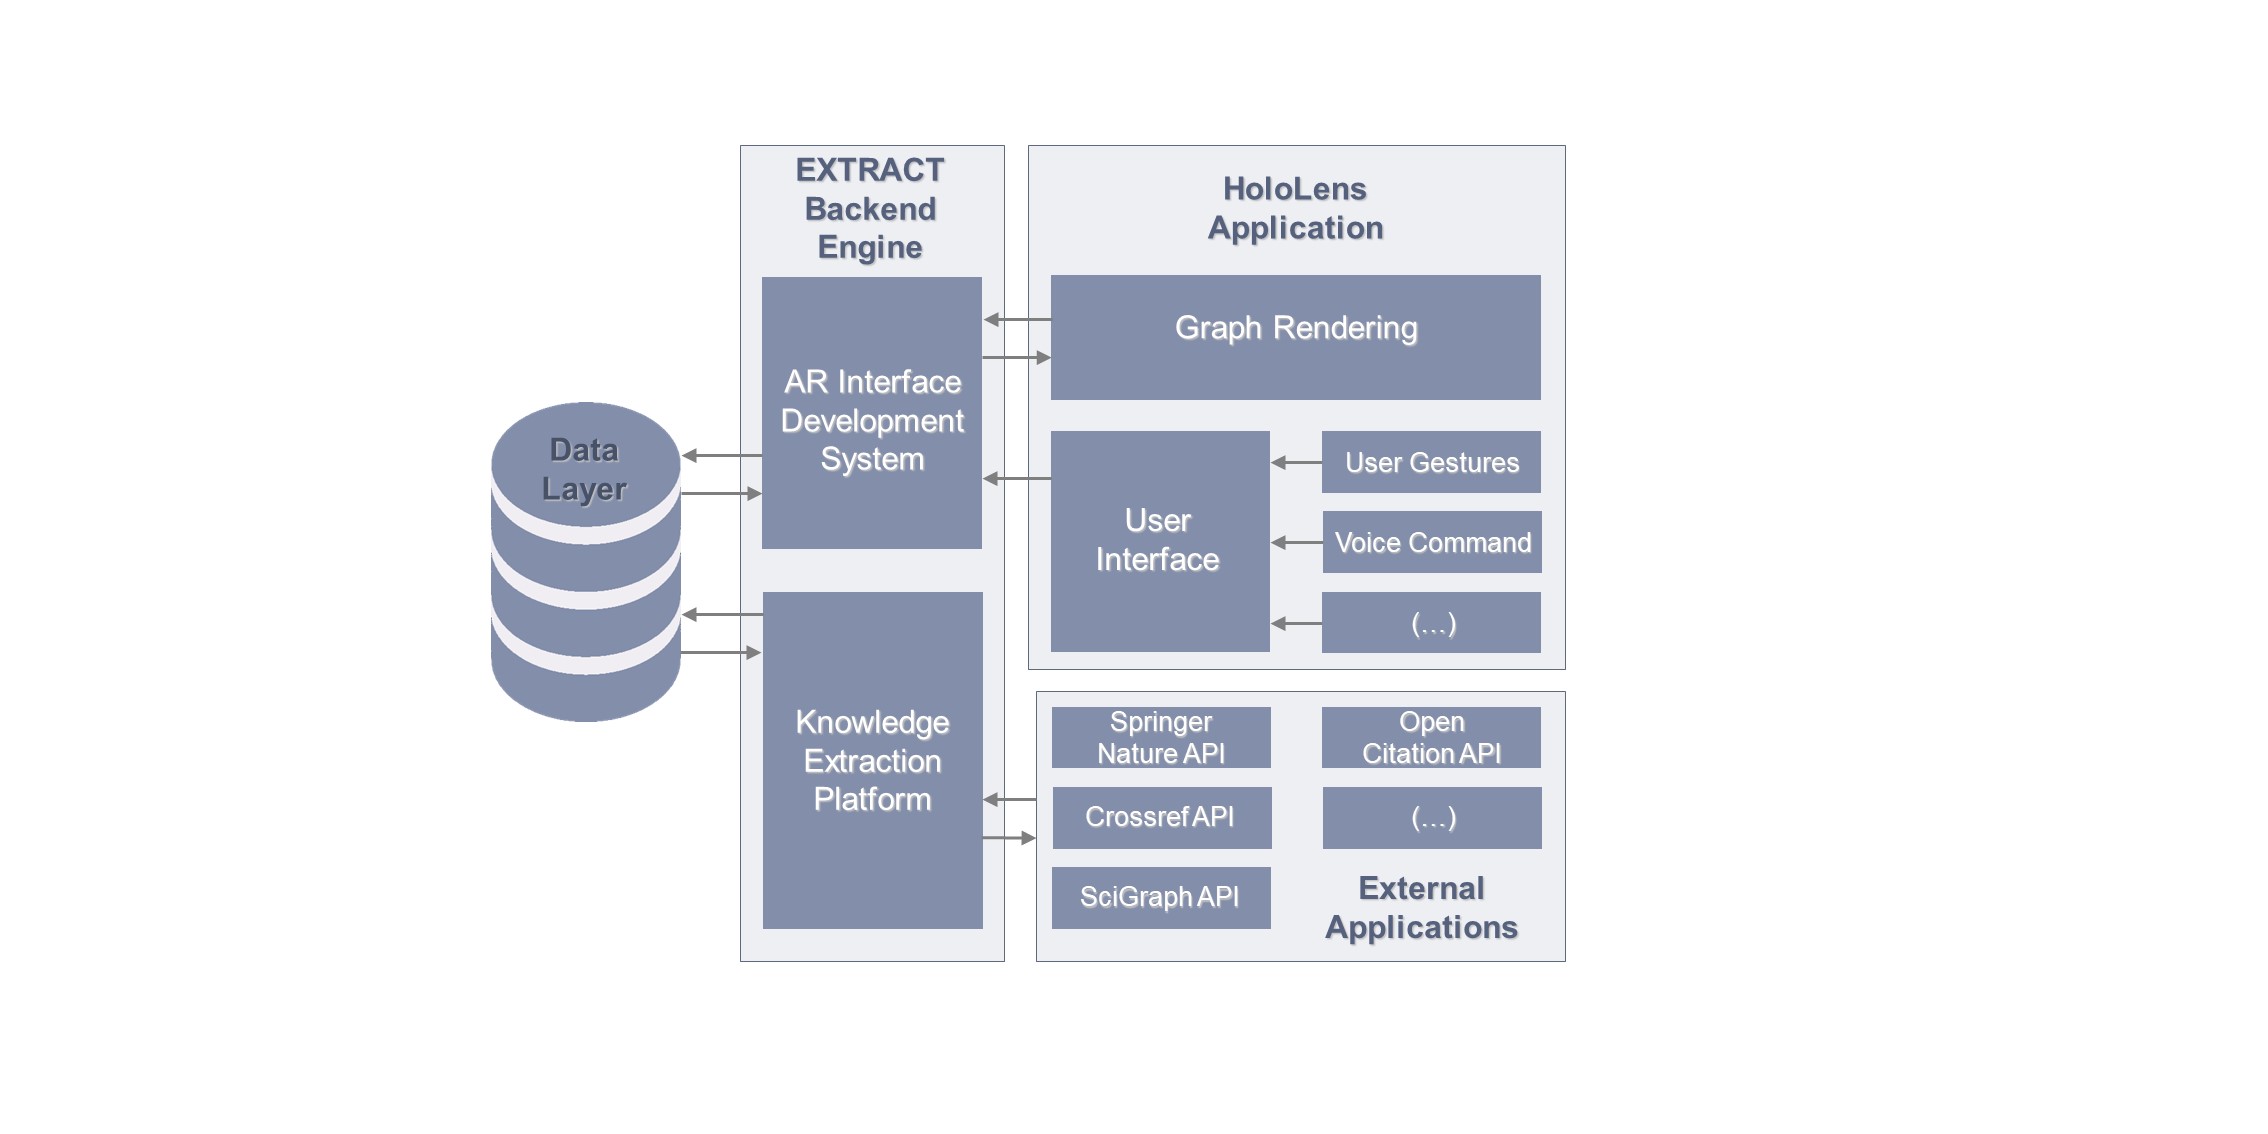 EXTRACT
Backend
Engine
AR Interface
Development
System
Knowledge
Extraction
Platform
Data
Layer
HoloLens
Application
Graph Rendering
User
Interface
User Gestures
Voice Command
(...)
Springer
Nature API
Open
Citation API
Crossref API
(...)
SciGraph API
External
Applications